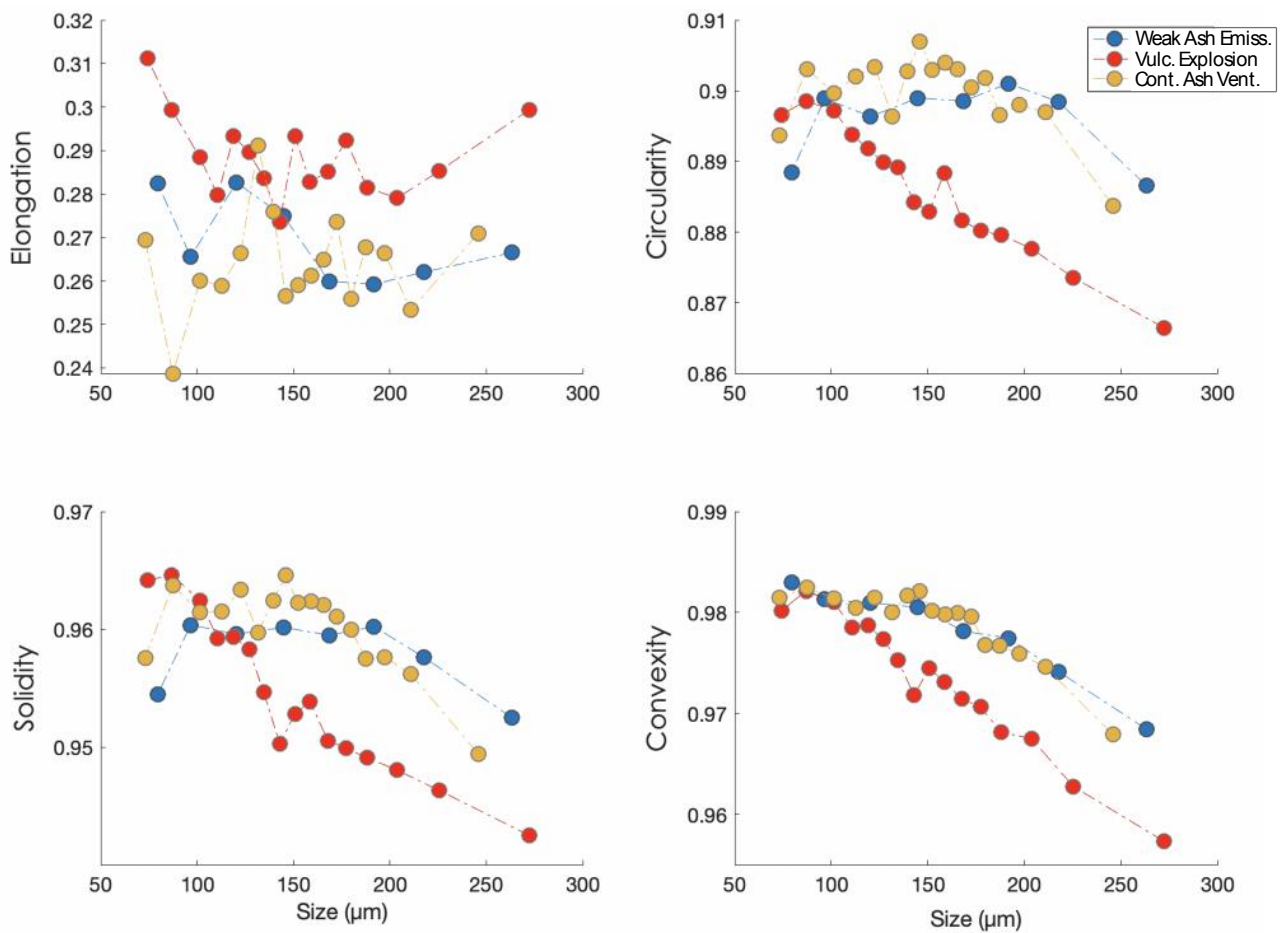 0.32
0.31
0.3
0.29
0.28
0.27
0.26
0.25
0.24
Elongation
50 100 150 200 250 300
0.91
0.9
0.89
0.88
0.87
0.86
Circularity
50 100 150 200 250 300
Weak Ash Emiss.
Vulc. Explosion
Cont. Ash Vent.
0.97
0.96
0.95
Solidity
50 100 150 200 250 300
Size (µm)
0.99
0.98
0.97
0.96
Convexity
50 100 150 200 250 300
Size (µm)